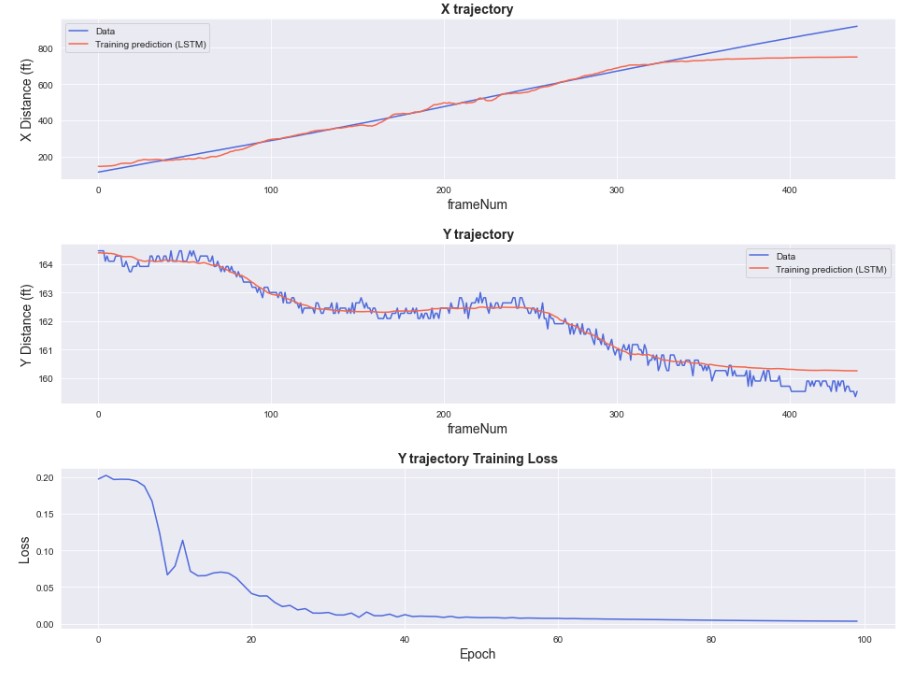 X trajectory
Data
Training prediction (LSTM)
X Distance (ft)
800
600
400
200
0 100 200 300 400
frameNum
Y trajectory
Data
Training prediction (LSTM)
Y Distance (ft)
164
163
162
161
160
0 100 200 300 400
frameNum
Y trajectory Training Loss
Loss
0.20
0.15
0.10
0.05
0.00
0 20 40 60 80 100
Epoch